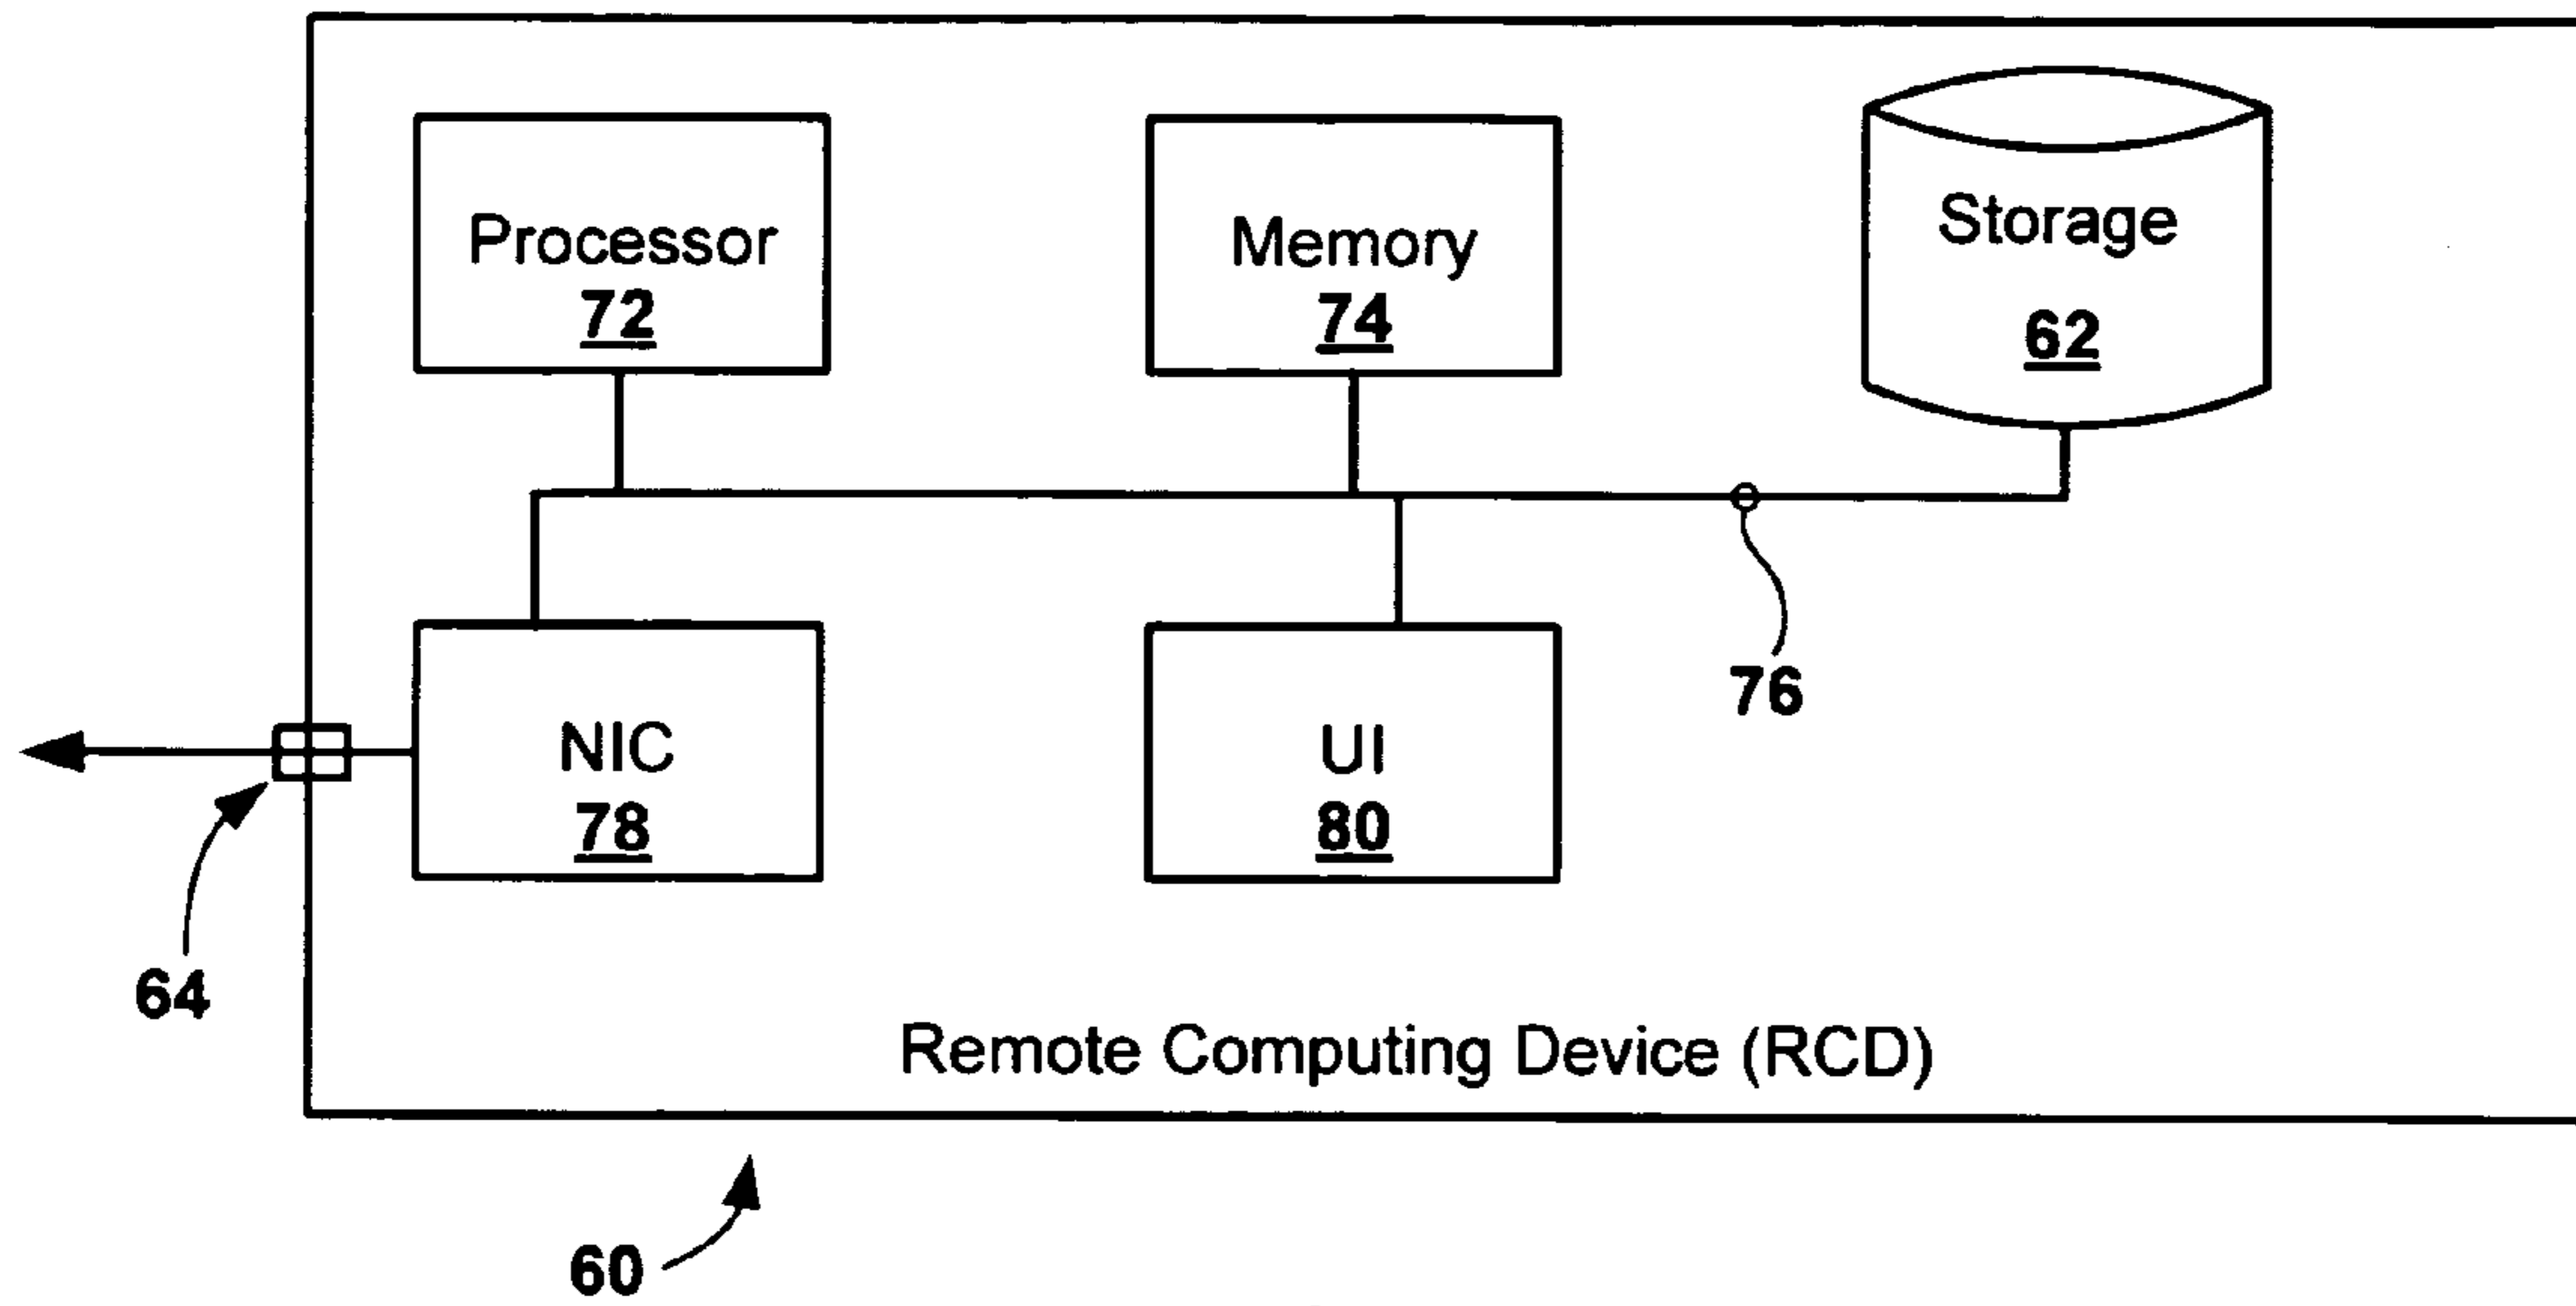 Processor
72
Memory
74
Storage
62
76
NIC
78
UI
80
64
Remote Computing Device (RCD)
60